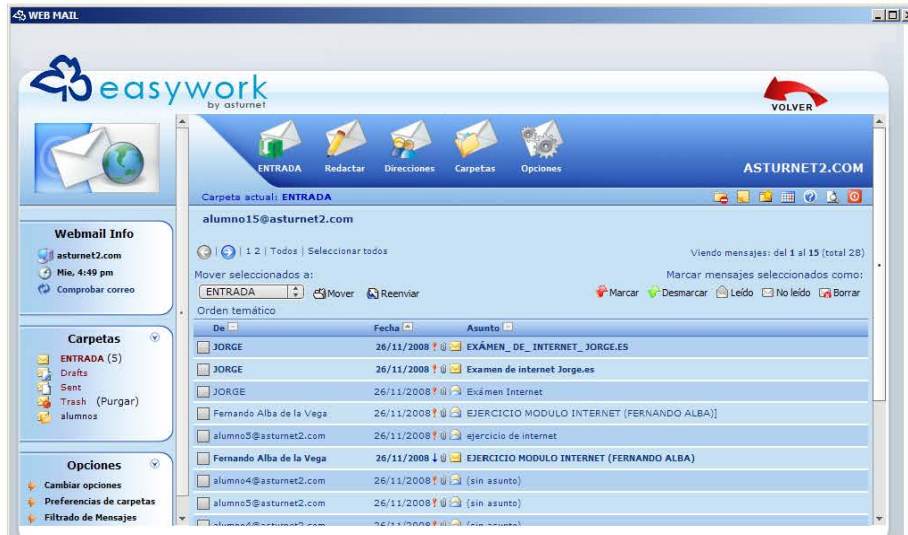 WEB MAIL
easywork
by asturnet
VOLVER
ENTRADA Redactar Direcciones Carpetas Opciones
ASTURNET2.COM
Carpeta actual: ENTRADA
alumno15@asturnet2.com
1 2 | Todos | Seleccionar todos
Viendo mensajes: del 1 al 15 (total 28)
Mover seleccionados a:
Marcar mensajes seleccionados como:
ENTRADA Mover Reenviar
Marcar Desmarcar Leído No leído Borrar
Orden temático
De Fecha Asunto
JORGE 26/11/2008 EXÁMEN_ DE_ INTERNET_ JORGE.ES
JORGE 26/11/2008 Examen de internet Jorge.es
JORGE 26/11/2008 Exámen Internet
Fernando Alba de la Vega 26/11/2008 EJERCICIO MODULO INTERNET (FERNANDO ALBA)]
alumno5@asturnet2.com 26/11/2008 ejercicio de internet
Fernando Alba de la Vega 26/11/2008 EJERCICIO MODULO INTERNET (FERNANDO ALBA)
alumno4@asturnet2.com 26/11/2008 (sin asunto)
alumno5@asturnet2.com 26/11/2008 (sin asunto)
alumno4@asturnet2.com 26/11/2008 (sin asunto)
Webmail Info
asturnet2.com
Mie, 4:49 pm
Comprobar correo
Carpetas
ENTRADA (5)
Drafts
Sent
Trash (Purgar)
alumnos
Opciones
Cambiar opciones
Preferencias de carpetas
Filtrado de Mensajes